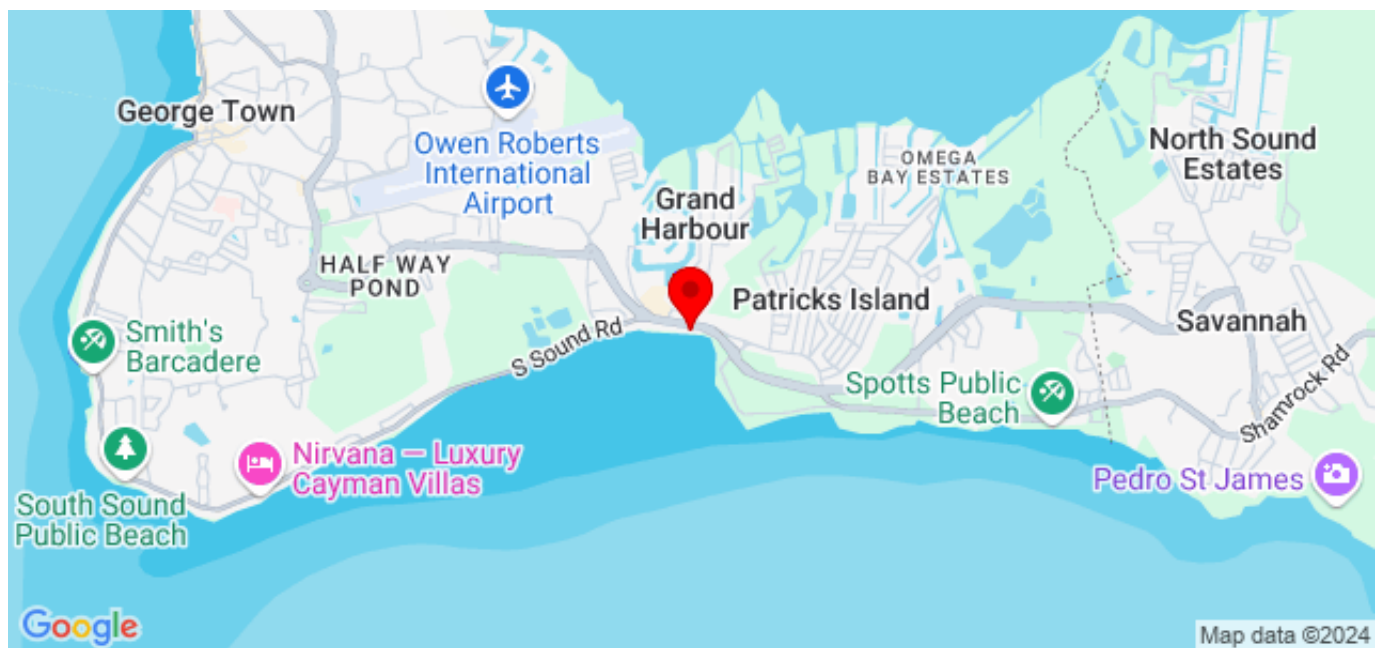 George Town
Owen Roberts
International
Airport
Grand
Harbour
OMEGA
BAY ESTATES
North Sound
Estates
HALF WAY
POND
Patricks Island
Savannah
Smith's
Barcadere
S Sound Rd
Spotts Public
Beach
Shamrock Rd
Nirvana — Luxury
Cayman Villas
Pedro St James
South Sound
Public Beach
Google
Map data ©2024